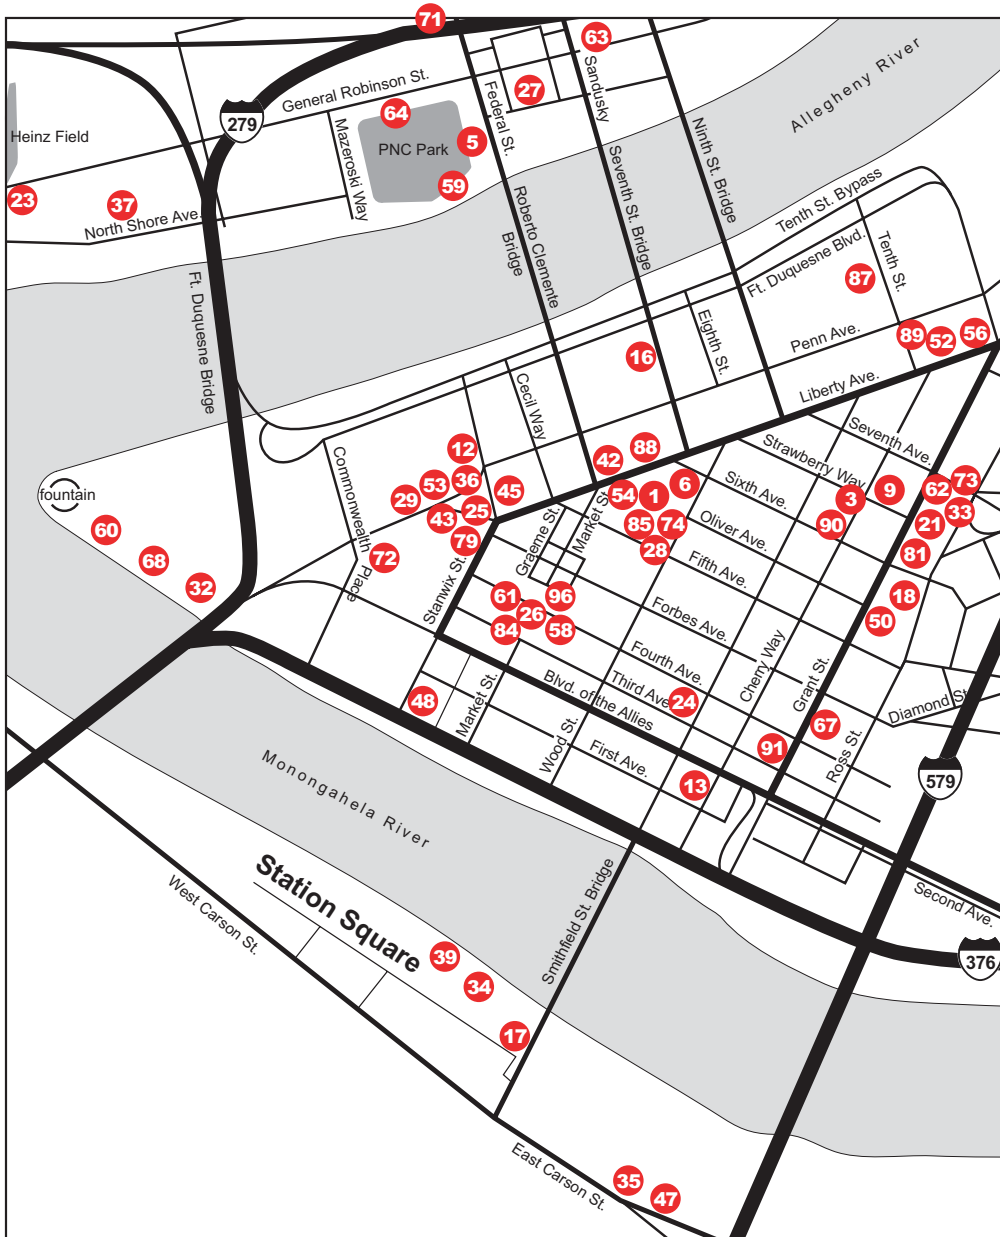 71
63
Sandusky
27
Federal St.
General Robinson St.
64
279
Heinz Field
Mazeroski Way
PNC Park
5
59
23
37
North Shore Ave.
Allegheny River
Ninth St. Bridge
Seventh St. Bridge
Roberto Clemente
Bridge
Ft. Duquesne Bridge
Tenth St. Bypass
Ft. Duquesne Blvd.
Tenth St.
87
Eighth St.
Penn Ave.
89
52
56
16
Liberty Ave.
Cecil Way
Commonwealth Place
12
53
36
29
45
43
25
79
72
42
88
54
1
6
85
74
28
Seventh Ave.
Strawberry Way
Sixth Ave.
Oliver Ave.
Fifth Ave.
3
9
90
62
73
33
21
81
18
50
fountain
60
68
32
Stanwix St.
Graeme St.
Market St.
61
96
26
84
58
Forbes Ave.
Fourth Ave.
Third Ave.
Blvd. of the Allies
24
Cherry Way
Grant St.
67
Diamond St.
Ross St.
91
48
Market St.
Wood St.
First Ave.
13
579
Monongahela River
Second Ave.
376
Station Square
West Carson St.
Smithfield St. Bridge
39
34
17
East Carson St.
35
47